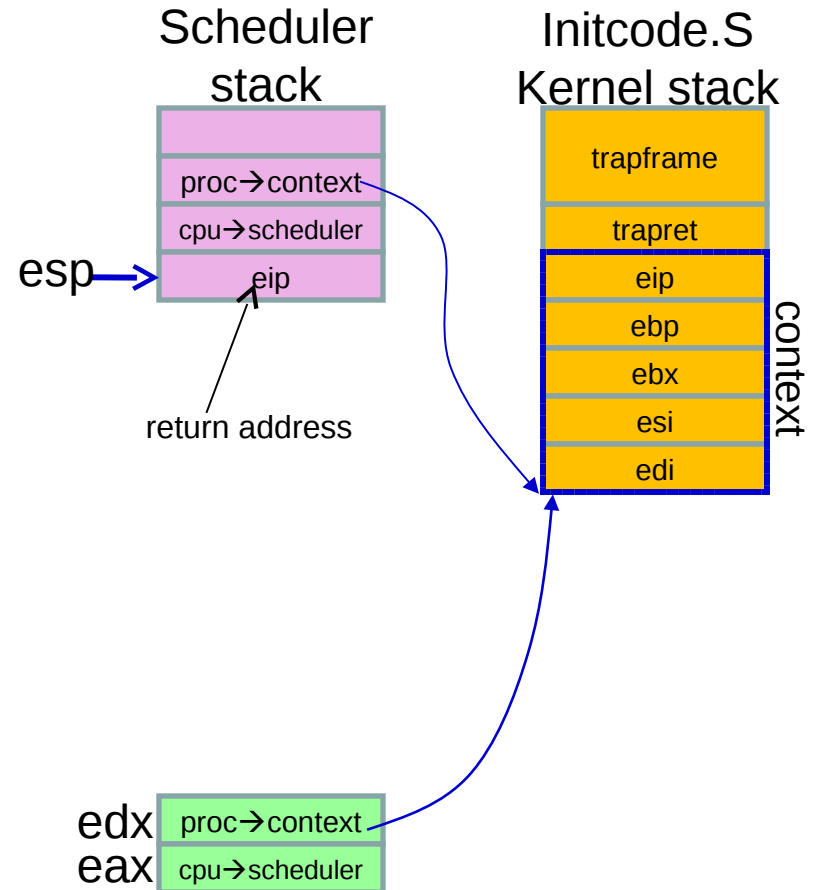 Scheduler
stack
proc→context
cpu→scheduler
eip
esp
return address
Initcode.S
Kernel stack
trapframe
trapret
eip
ebp
ebx
esi
edi
context
edx
proc→context
eax
cpu→scheduler